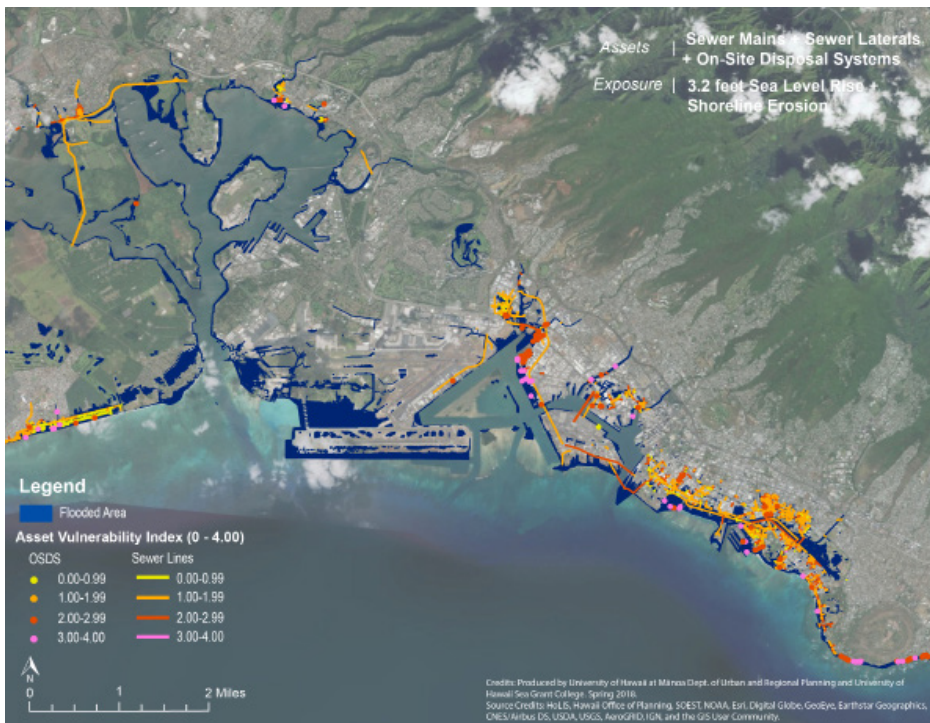 Assets | Sewer Mains + Sewer Laterals
+ On-Site Disposal Systems
Exposure | 3.2 feet Sea Level Rise +
Shoreline Erosion
Legend
Flooded Area
Asset Vulnerability Index (0 - 4.00)
OSDS Sewer Lines
0.00-0.99 0.00-0.99
1.00-1.99 1.00-1.99
2.00-2.99 2.00-2.99
3.00-4.00 3.00-4.00
N
0 1 2 Miles
Credits: Produced by University of Hawaii at Mānoa Dept. of Urban and Regional Planning and University of
Hawaii Sea Grant College. Spring 2018.
Source Credits: HoLIS, Hawaii Office of Planning, SOEST, NOAA, Esri, Digital Globe, GeoEye, Earthstar Geographics,
CNES/Airbus DS, USDA, USGS, AeroGRID, IGN, and the GIS User Community.